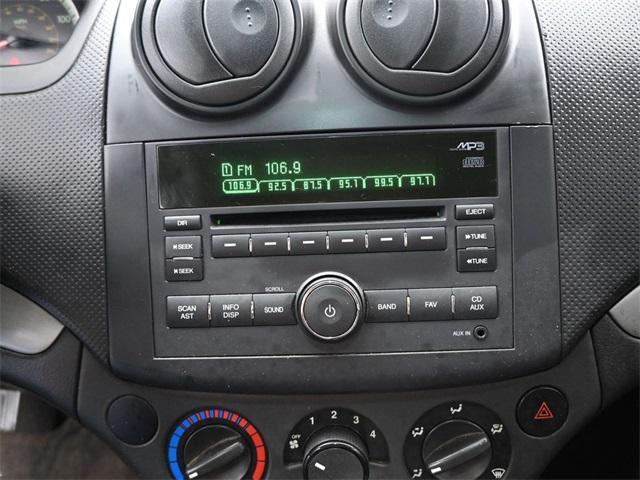 100
MP3
1 FM 106.9
106.9 92.5 87.5 95.1 99.5 97.1
DIR
EJECT
SEEK
TUNE
SEEK
TUNE
SCAN
AST
INFO
DISP
SCROLL
SOUND
BAND
FAV
CD
AUX
AUX IN
OFF 1 2 3 4